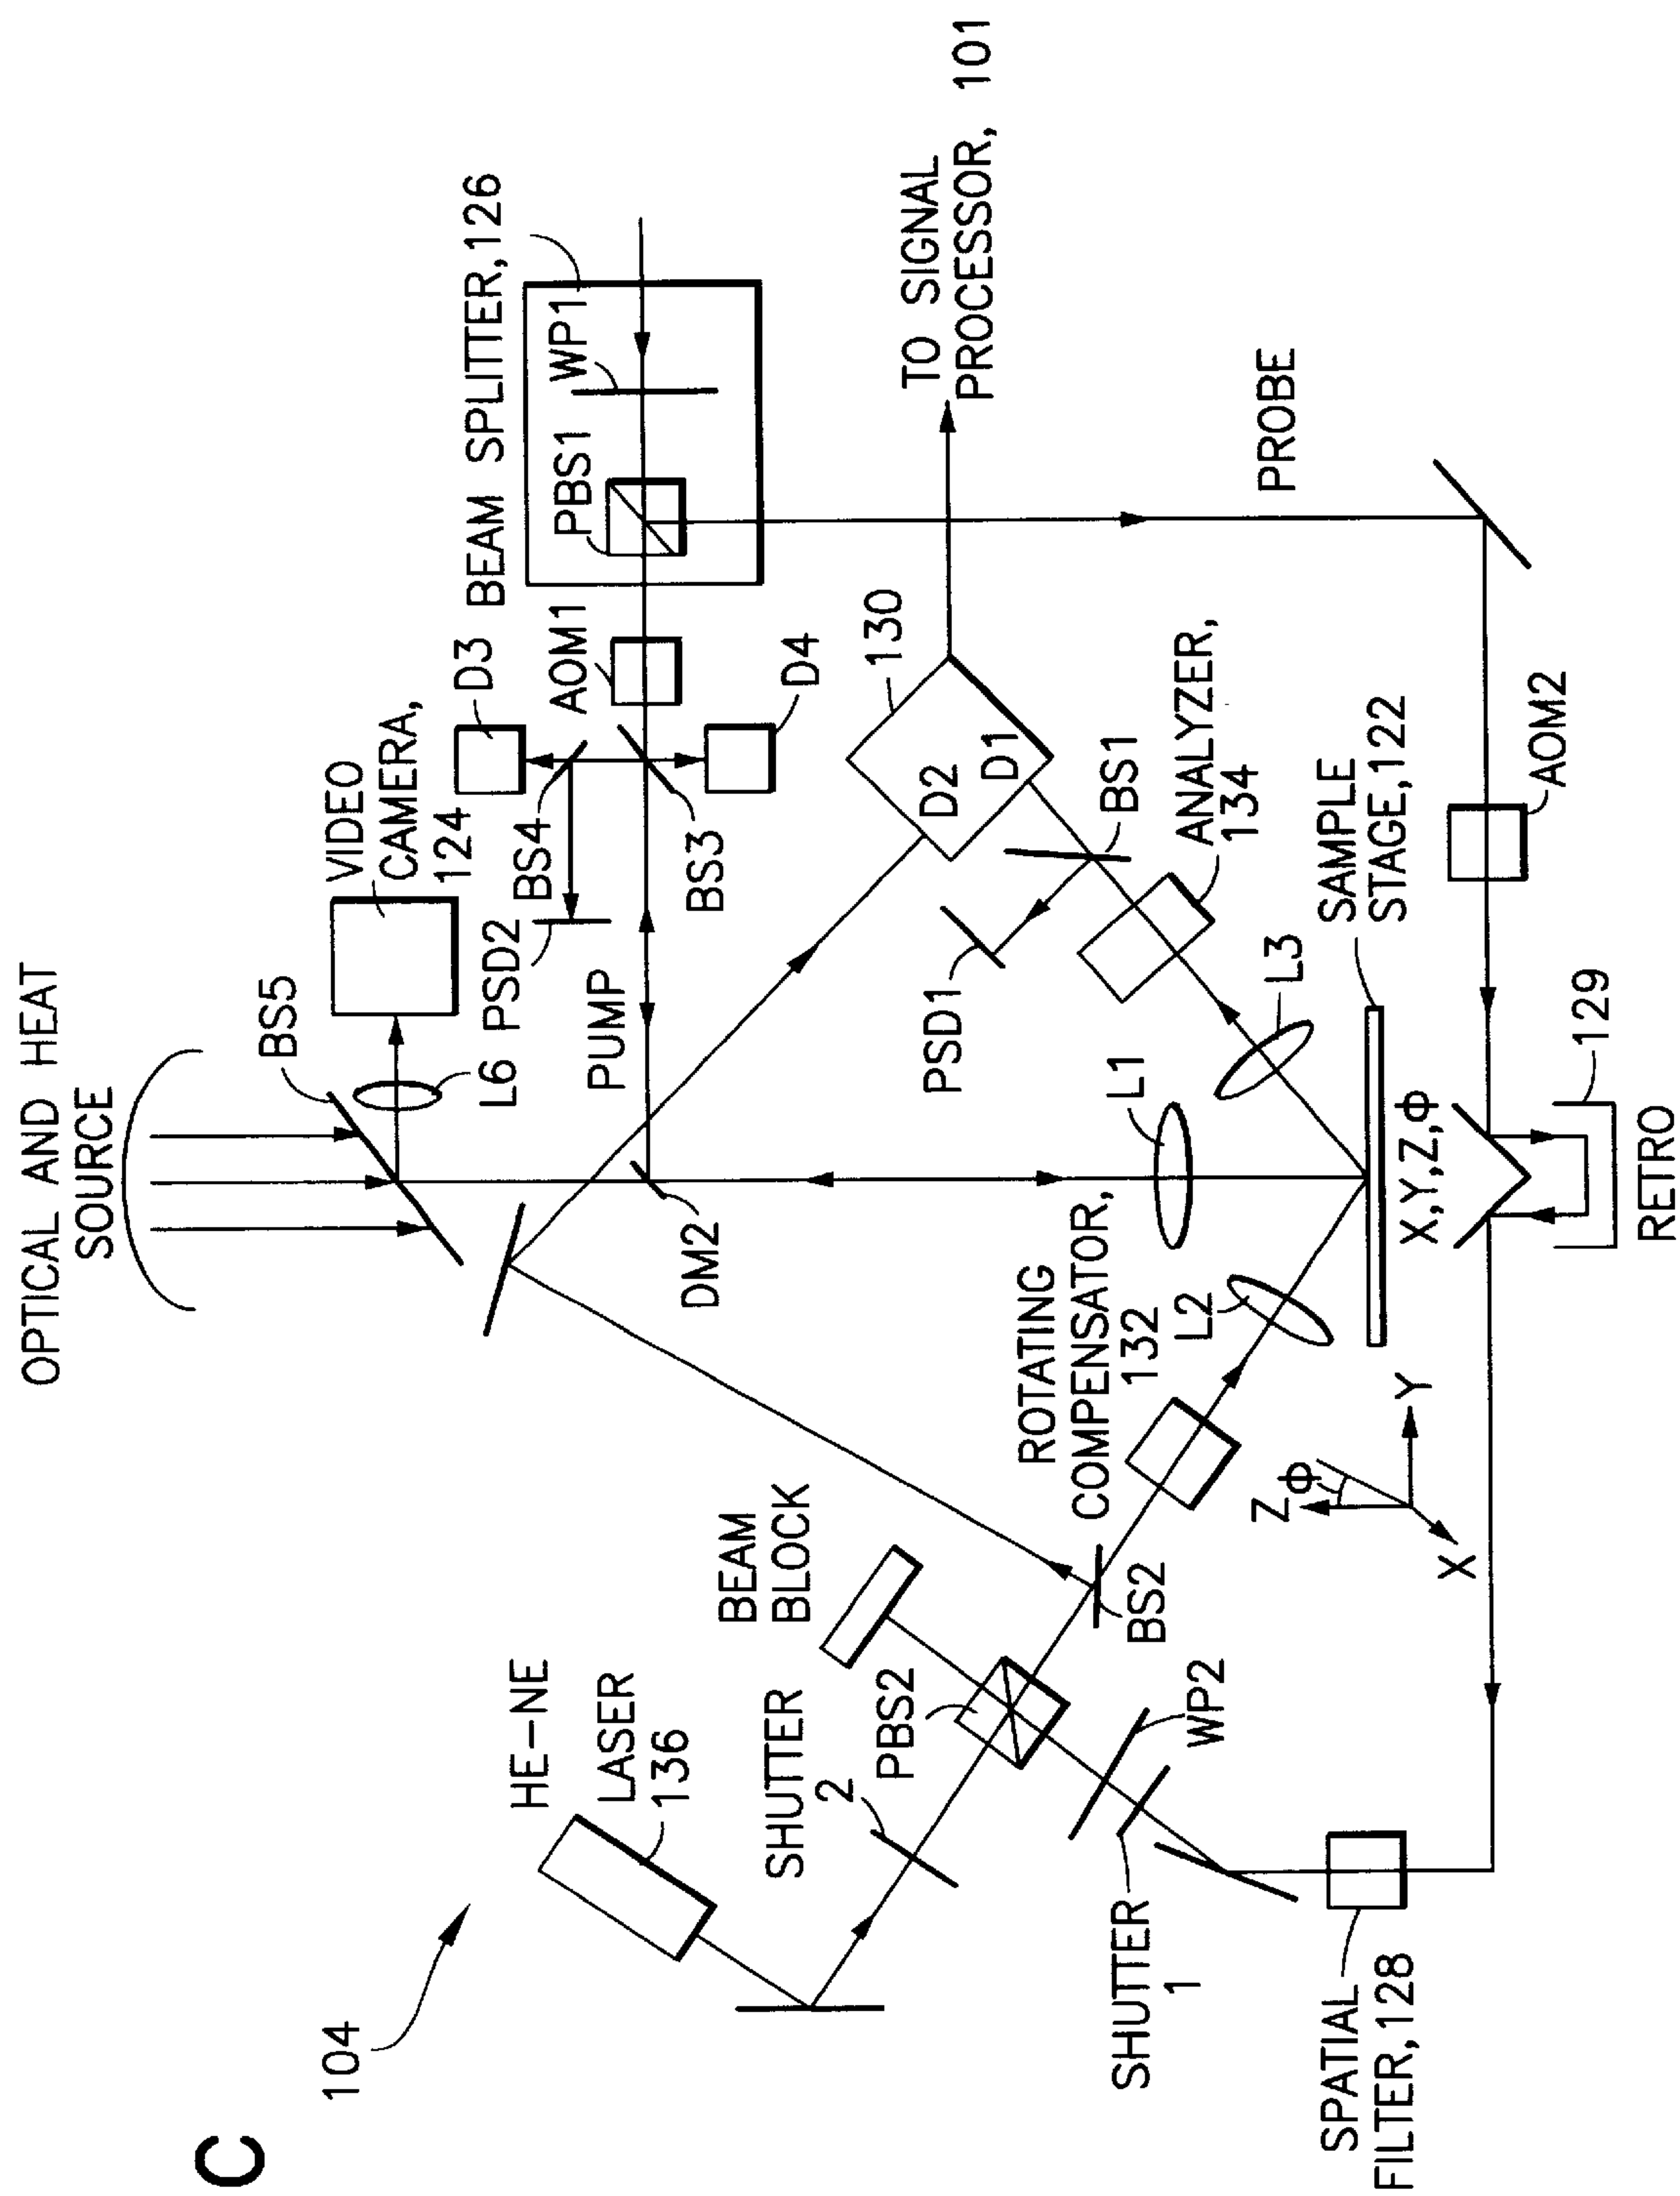 C
104
OPTICAL AND HEAT
SOURCE
BS5
VIDEO
CAMERA,
124
L6
PSD2
BS4
D3
AOM1
BEAM SPLITTER,126
PBS1
WP1
PUMP
BS3
D4
DM2
130
D2
D1
TO SIGNAL
PROCESSOR, 101
PROBE
HE-NE
LASER
136
BEAM
BLOCK
SHUTTER
2
PBS2
WP2
SHUTTER
1
BS2
ROTATING
COMPENSATOR,
132
L2
L1
L3
PSD1
BS1
ANALYZER,
134
SAMPLE
STAGE,122
X,Y,Z,Φ
Z
Φ
Y
X
AOM2
129
RETRO
SPATIAL
FILTER,128